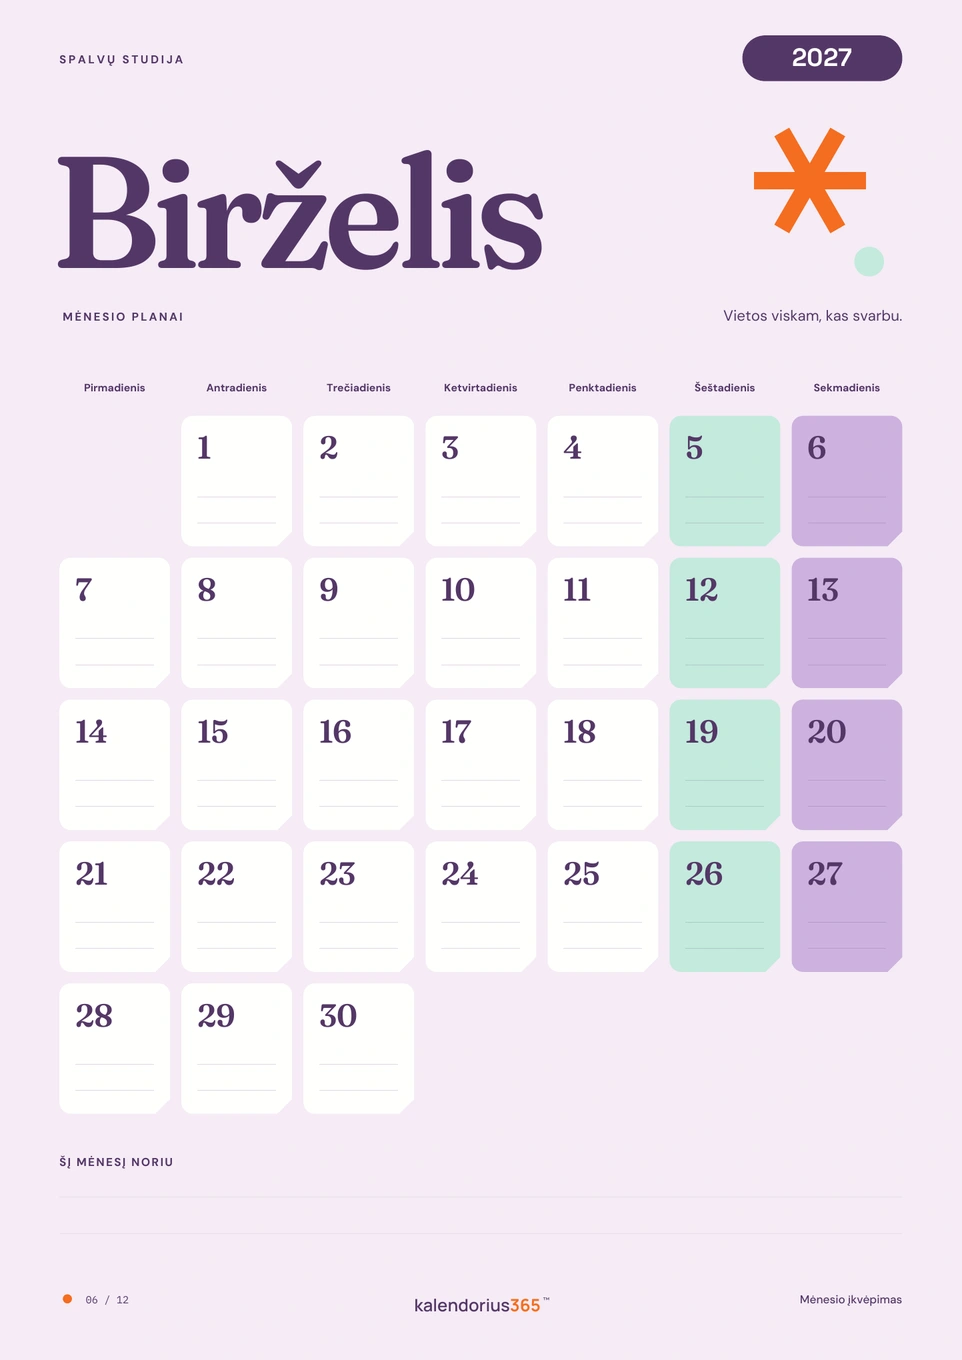 SPALVŲ STUDIJA
2027
Birželis
MĖNESIO PLANAI
Vietos viskam, kas svarbu.
Pirmadienis Antradienis Trečiadienis Ketvirtadienis Penktadienis Šeštadienis Sekmadienis
1 2 3 4 5 6
7 8 9 10 11 12 13
14 15 16 17 18 19 20
21 22 23 24 25 26 27
28 29 30
ŠĮ MĖNESĮ NORIU
06 / 12
kalendorius365™
Mėnesio įkvėpimas